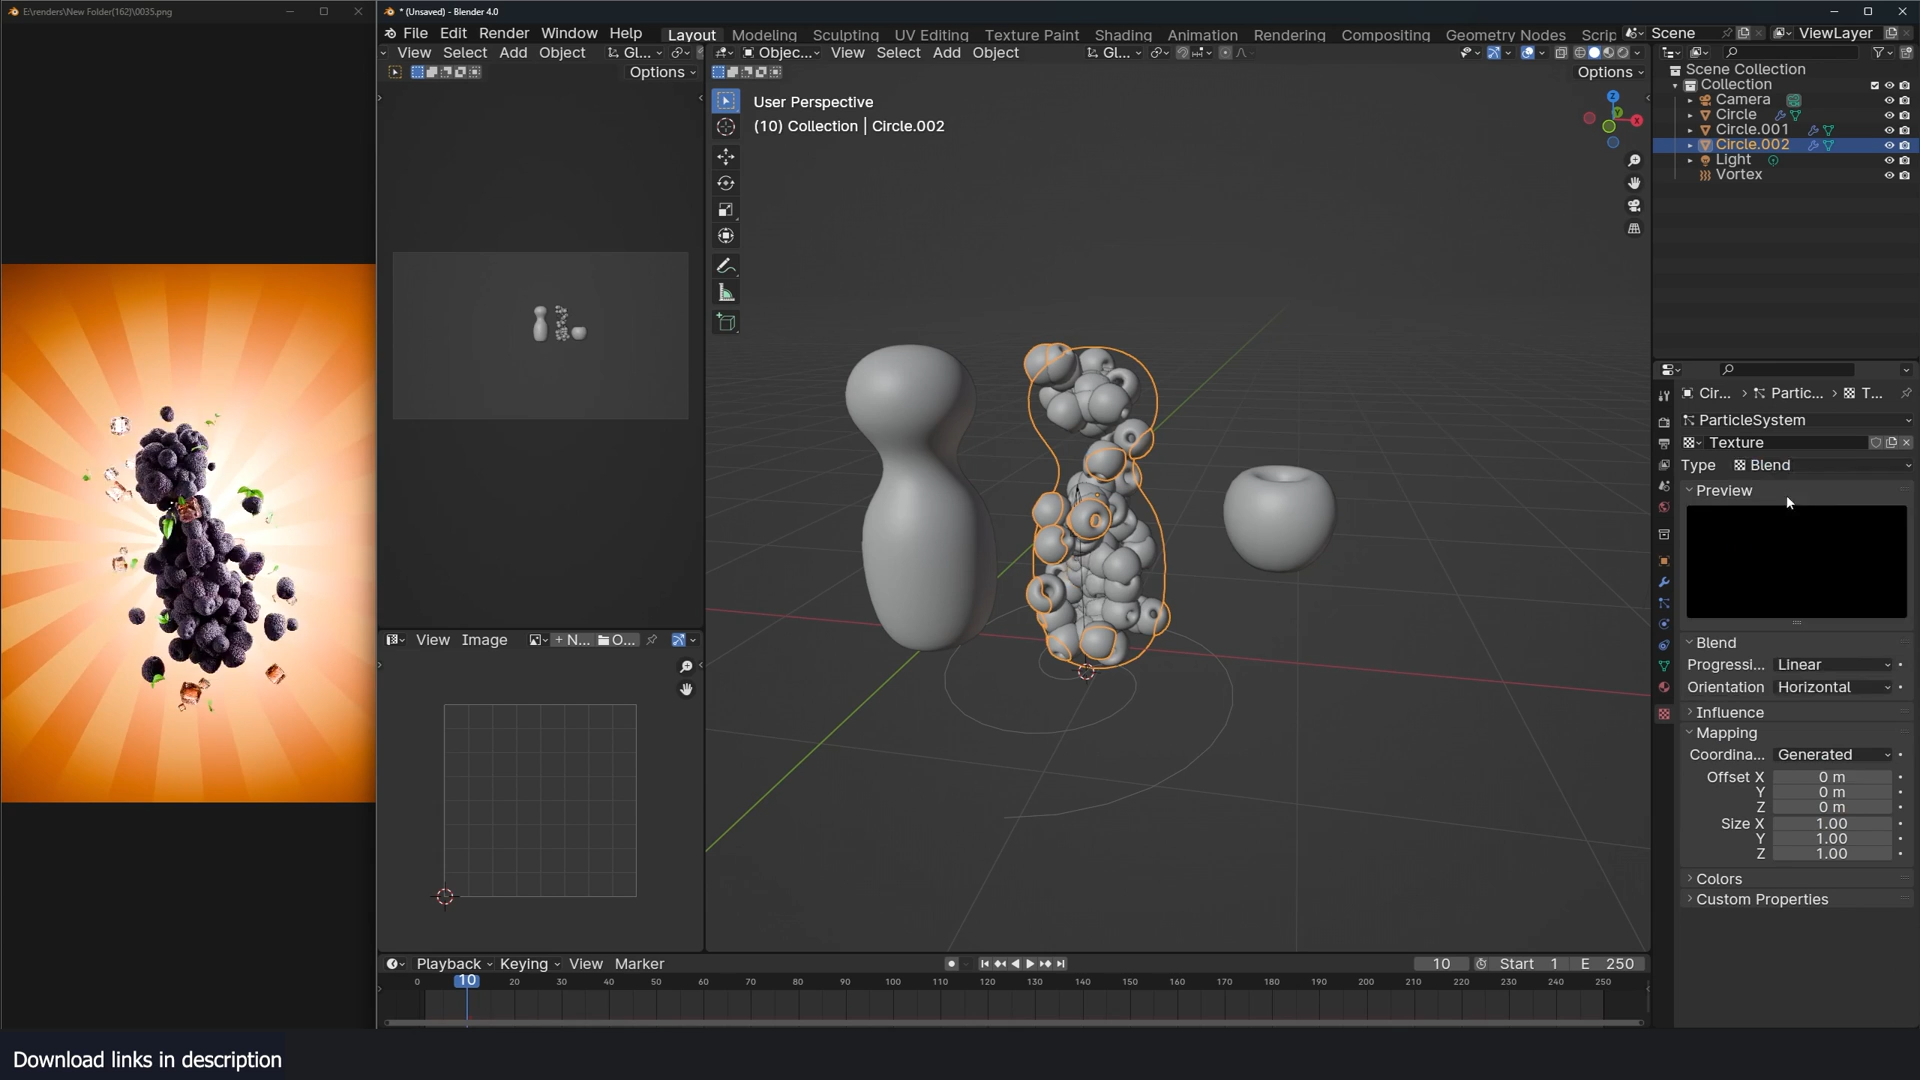 E:\renders\New Folder(162)\0035.png
* (Unsaved) - Blender 4.0
File Edit Render Window Help
Layout Modeling Sculpting UV Editing Texture Paint Shading Animation Rendering Compositing Geometry Nodes Scrip
Scene
ViewLayer
View Select Add Object
Gl...
Options
Objec... View Select Add Object
Gl...
Options
User Perspective
(10) Collection | Circle.002
Z
Y
X
Scene Collection
Collection
Camera
Circle
Circle.001
Circle.002
Light
Vortex
Cir... > Partic... > T...
ParticleSystem
Texture
Type Blend
Preview
Blend
Progressi... Linear
Orientation Horizontal
Influence
Mapping
Coordina... Generated
Offset X 0 m
Y 0 m
Z 0 m
Size X 1.00
Y 1.00
Z 1.00
Colors
Custom Properties
View Image + N... O...
Playback Keying View Marker
10 Start 1 E 250
0 10 20 30 40 50 60 70 80 90 100 110 120 130 140 150 160 170 180 190 200 210 220 230 240 250
Download links in description